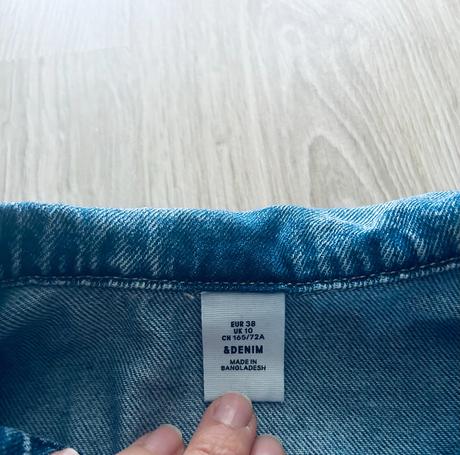 EUR 38
UK 10
CN 165/72A
&DENIM
MADE IN
BANGLADESH